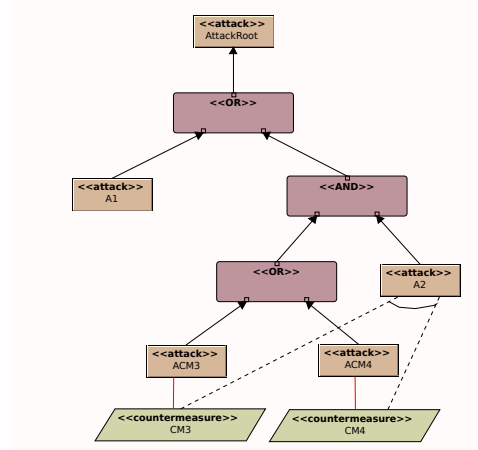 <<attack>>
AttackRoot
<<OR>>
<<attack>>
A1
<<AND>>
<<OR>>
<<attack>>
A2
<<attack>>
ACM3
<<attack>>
ACM4
<<countermeasure>>
CM3
<<countermeasure>>
CM4